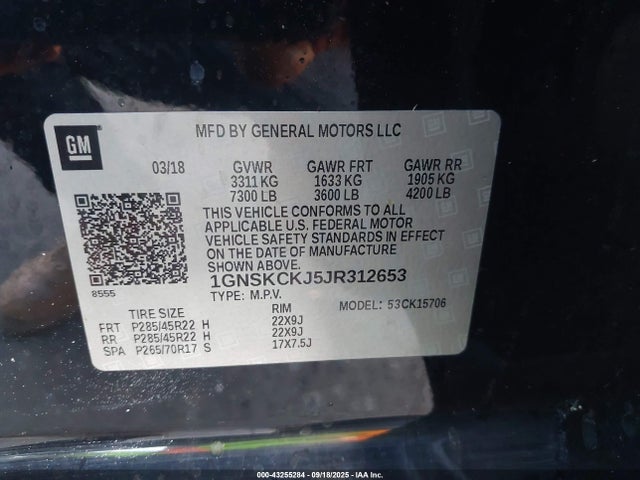 GM
MFD BY GENERAL MOTORS LLC
03/18 GVWR GAWR FRT GAWR RR
3311 KG 1633 KG 1905 KG
7300 LB 3600 LB 4200 LB
THIS VEHICLE CONFORMS TO ALL
APPLICABLE U.S. FEDERAL MOTOR
VEHICLE SAFETY STANDARDS IN EFFECT
ON THE DATE OF MANUFACTURE
SHOWN ABOVE.
8555 1GNSKCKJ5JR312653
TYPE: M.P.V. MODEL: 53CK15706
TIRE SIZE RIM
FRT P285/45R22 H 22X9J
RR P285/45R22 H 22X9J
SPA P265/70R17 S 17X7.5J
000-43255284 - 09/18/2025 - IAA Inc.